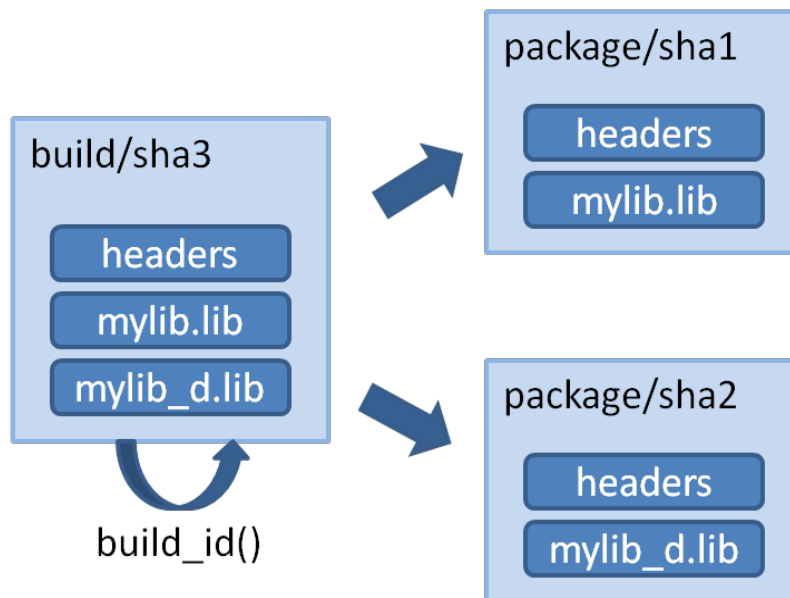 build/sha3
headers
mylib.lib
mylib_d.lib
build_id()
package/sha1
headers
mylib.lib
package/sha2
headers
mylib_d.lib